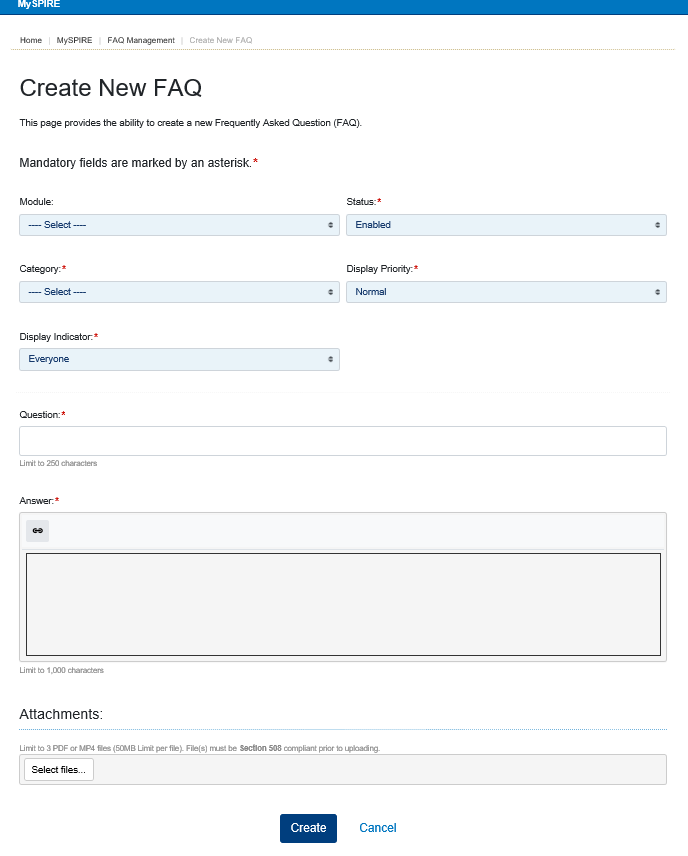 MySPIRE
Home | MySPIRE | FAQ Management | Create New FAQ
Create New FAQ
This page provides the ability to create a new Frequently Asked Question (FAQ).
Mandatory fields are marked by an asterisk.*
Module: Status:*
---- Select ---- Enabled
Category:* Display Priority:*
---- Select ---- Normal
Display Indicator:*
Everyone
Question:*
Limit to 250 characters
Answer:*
Limit to 1,000 characters
Attachments:
Limit to 3 PDF or MP4 files (50MB Limit per file). File(s) must be Section 508 compliant prior to uploading.
Select files...
Create Cancel